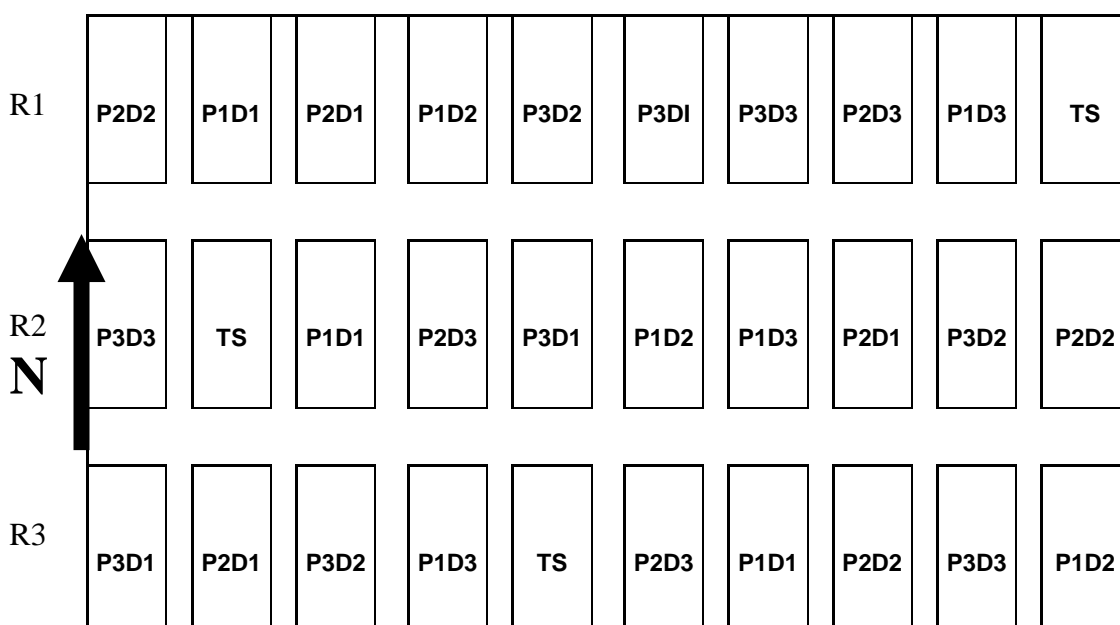 R1 P2D2 P1D1 P2D1 P1D2 P3D2 P3DI P3D3 P2D3 P1D3 TS
R2 P3D3 TS P1D1 P2D3 P3D1 P1D2 P1D3 P2D1 P3D2 P2D2
N
R3 P3D1 P2D1 P3D2 P1D3 TS P2D3 P1D1 P2D2 P3D3 P1D2